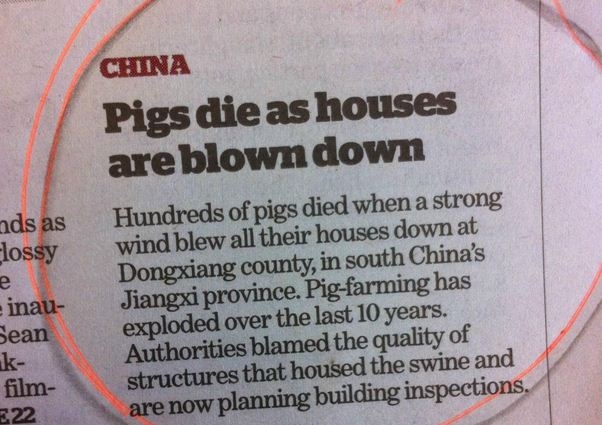 CHINA
Pigs die as houses
are blown down
Hundreds of pigs died when a strong
wind blew all their houses down at
Dongxiang county, in south China's
Jiangxi province. Pig-farming has
exploded over the last 10 years.
Authorities blamed the quality of
structures that housed the swine and
are now planning building inspections.
nds as
lossy
e
inau-
Sean
k-
film-
E22